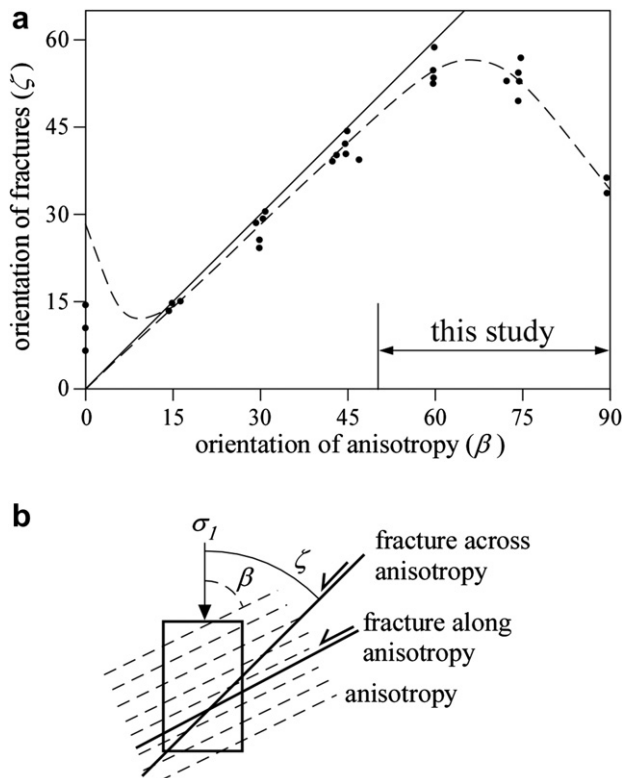 a
orientation of fractures (ζ)
60
45
30
15
0
this study
0 15 30 45 60 75 90
orientation of anisotropy (β)
b
σ1
ζ
β
fracture across
anisotropy
fracture along
anisotropy
anisotropy